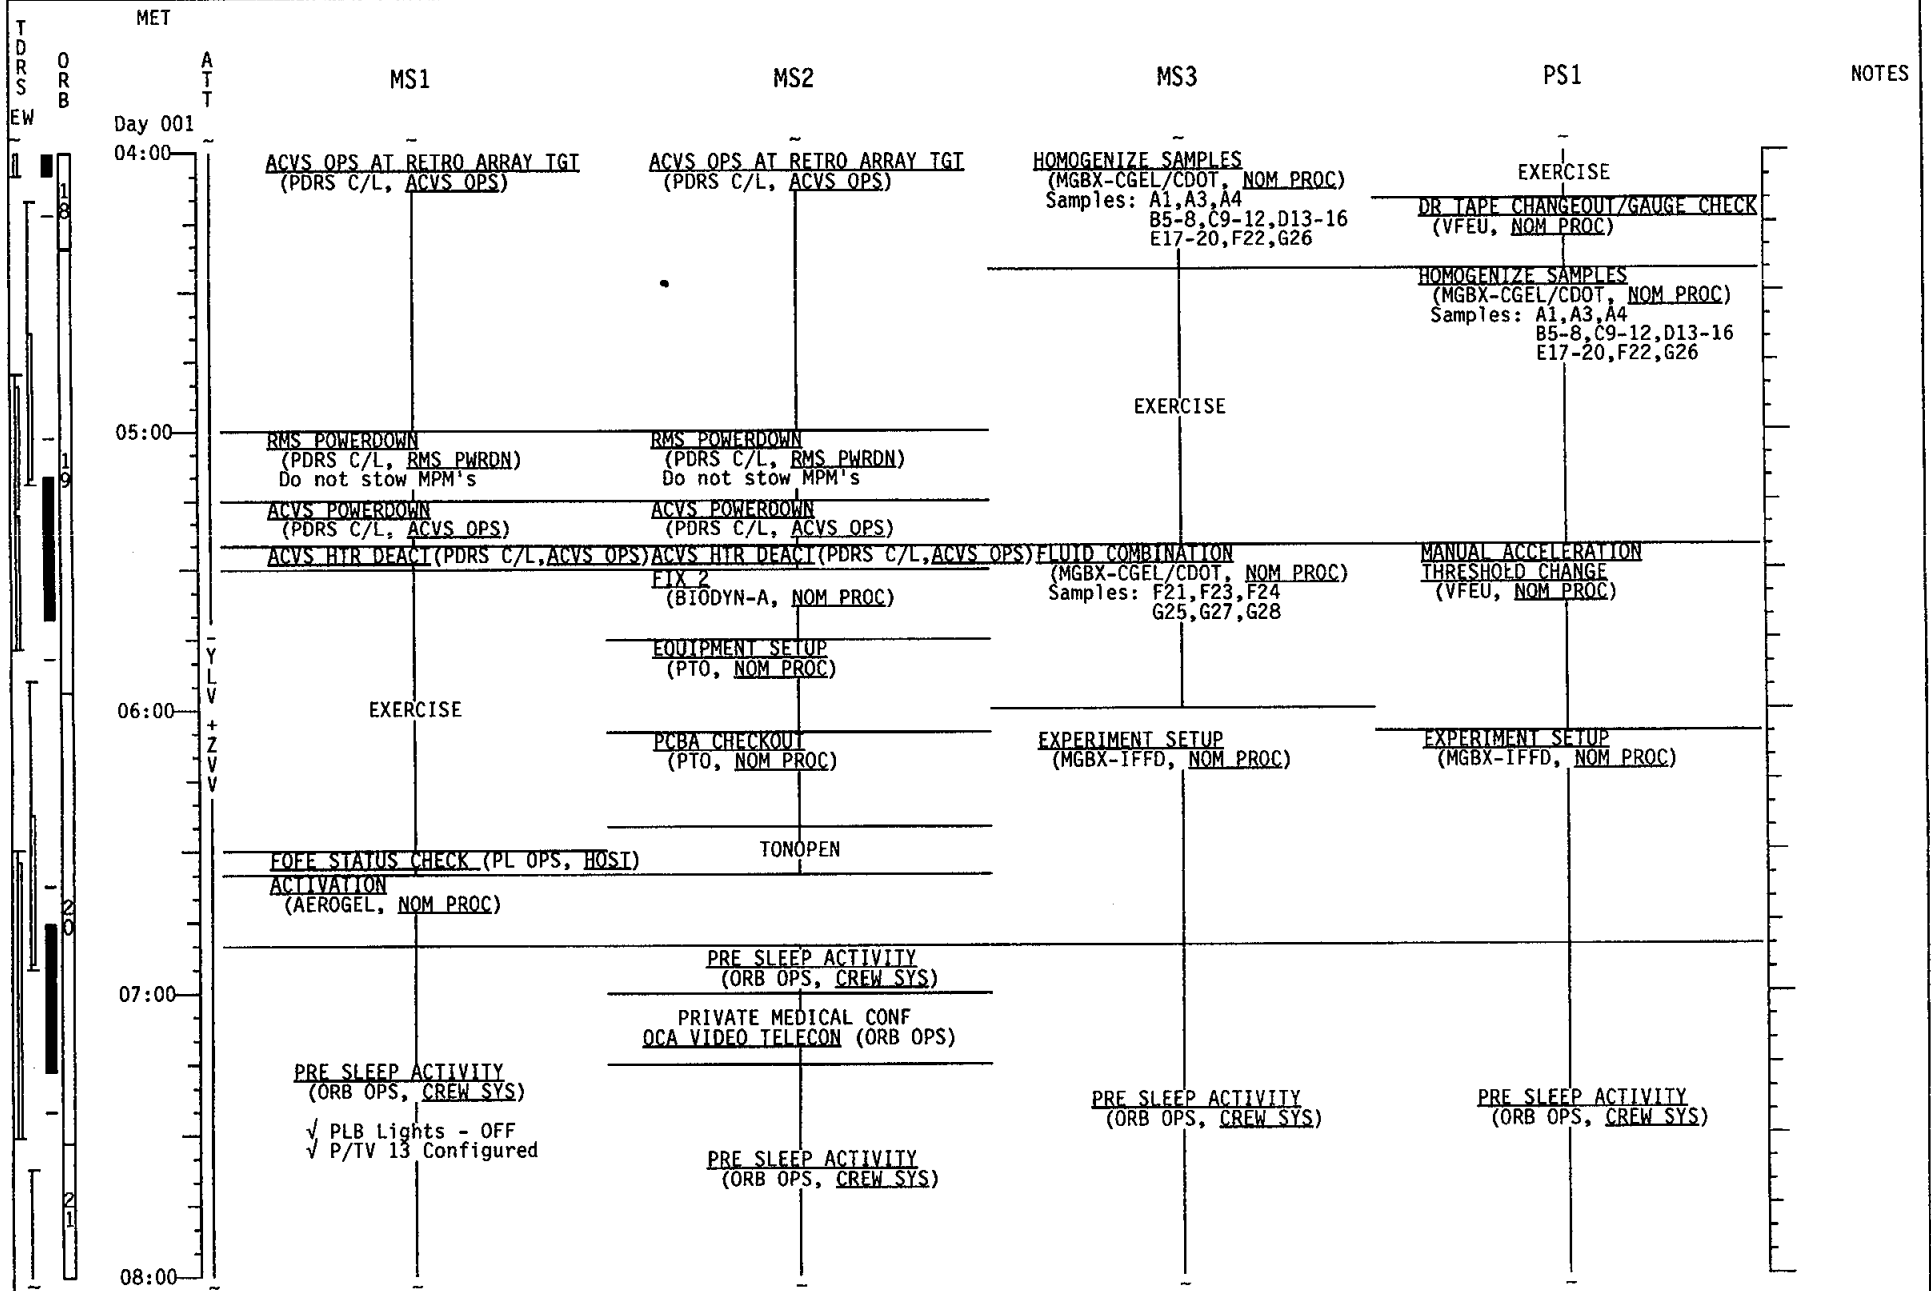 MET
TDRS
EW
ORB
ATT
MS1
MS2
MS3
PS1
NOTES
Day 001
04:00
05:00
06:00
07:00
08:00
18
19
20
21
-YLV +ZVV
ACVS OPS AT RETRO ARRAY TGT
(PDRS C/L, ACVS OPS)
RMS POWERDOWN
(PDRS C/L, RMS PWRDN)
Do not stow MPM's
ACVS POWERDOWN
(PDRS C/L, ACVS OPS)
ACVS HTR DEACT(PDRS C/L,ACVS OPS)
EXERCISE
FOFE STATUS CHECK (PL OPS, HOST)
ACTIVATION
(AEROGEL, NOM PROC)
PRE SLEEP ACTIVITY
(ORB OPS, CREW SYS)
√ PLB Lights - OFF
√ P/TV 13 Configured
ACVS OPS AT RETRO ARRAY TGT
(PDRS C/L, ACVS OPS)
RMS POWERDOWN
(PDRS C/L, RMS PWRDN)
Do not stow MPM's
ACVS POWERDOWN
(PDRS C/L, ACVS OPS)
ACVS HTR DEACT(PDRS C/L,ACVS OPS)
FIX 2
(BIODYN-A, NOM PROC)
EQUIPMENT SETUP
(PTO, NOM PROC)
PCBA CHECKOUT
(PTO, NOM PROC)
TONOPEN
PRE SLEEP ACTIVITY
(ORB OPS, CREW SYS)
PRIVATE MEDICAL CONF
OCA VIDEO TELECON (ORB OPS)
PRE SLEEP ACTIVITY
(ORB OPS, CREW SYS)
HOMOGENIZE SAMPLES
(MGBX-CGEL/CDOT, NOM PROC)
Samples: A1,A3,A4
B5-8,C9-12,D13-16
E17-20,F22,G26
EXERCISE
FLUID COMBINATION
(MGBX-CGEL/CDOT, NOM PROC)
Samples: F21,F23,F24
G25,G27,G28
EXPERIMENT SETUP
(MGBX-IFFD, NOM PROC)
PRE SLEEP ACTIVITY
(ORB OPS, CREW SYS)
EXERCISE
DR TAPE CHANGEOUT/GAUGE CHECK
(VFEU, NOM PROC)
HOMOGENIZE SAMPLES
(MGBX-CGEL/CDOT, NOM PROC)
Samples: A1,A3,A4
B5-8,C9-12,D13-16
E17-20,F22,G26
MANUAL ACCELERATION
THRESHOLD CHANGE
(VFEU, NOM PROC)
EXPERIMENT SETUP
(MGBX-IFFD, NOM PROC)
PRE SLEEP ACTIVITY
(ORB OPS, CREW SYS)